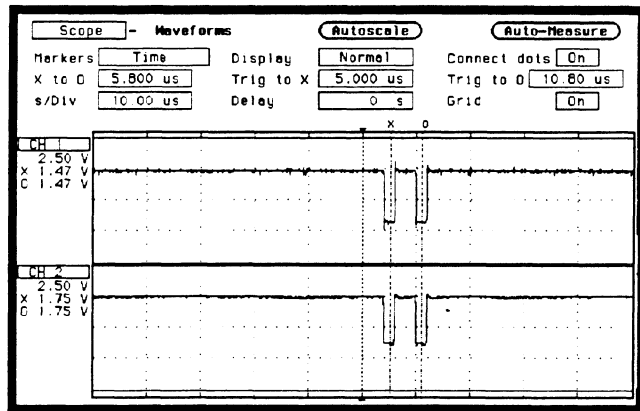 Scope - Waveforms Autoscale Auto-Measure
Markers Time Display Normal Connect dots On
X to O 5.800 us Trig to X 5.000 us Trig to O 10.80 us
s/Div 10.00 us Delay 0 s Grid On
X O
CH 1
2.50 V
X 1.47 V
O 1.47 V
CH 2
2.50 V
X 1.75 V
O 1.75 V